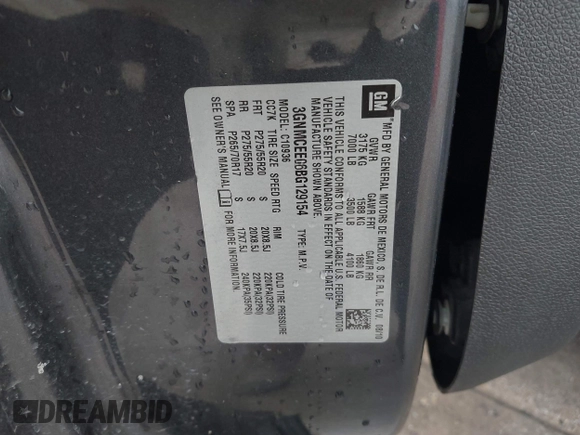 GM
MFD BY GENERAL MOTORS DE MEXICO, S. DE R.L. DE C.V. 08/10
GVWR GAWR FRT GAWR RR
3175 KG 1588 KG 1860 KG
7000 LB 3500 LB 4100 LB
THIS VEHICLE CONFORMS TO ALL APPLICABLE U.S. FEDERAL MOTOR
VEHICLE SAFETY STANDARDS IN EFFECT ON THE DATE OF
MANUFACTURE SHOWN ABOVE.
3GNMCEE06BG129154 TYPE: M.P.V.
MODEL: C10936
CC7K TIRE SIZE SPEED RTG RIM COLD TIRE PRESSURE
FRT P275/55R20 S 20X8.5J 220KPA(32PSI)
RR P275/55R20 S 20X8.5J 220KPA(32PSI)
SPA P265/70R17 S 17X7.5J 240KPA(35PSI)
SEE OWNER'S MANUAL FOR MORE INFORMATION.
DREAMBID